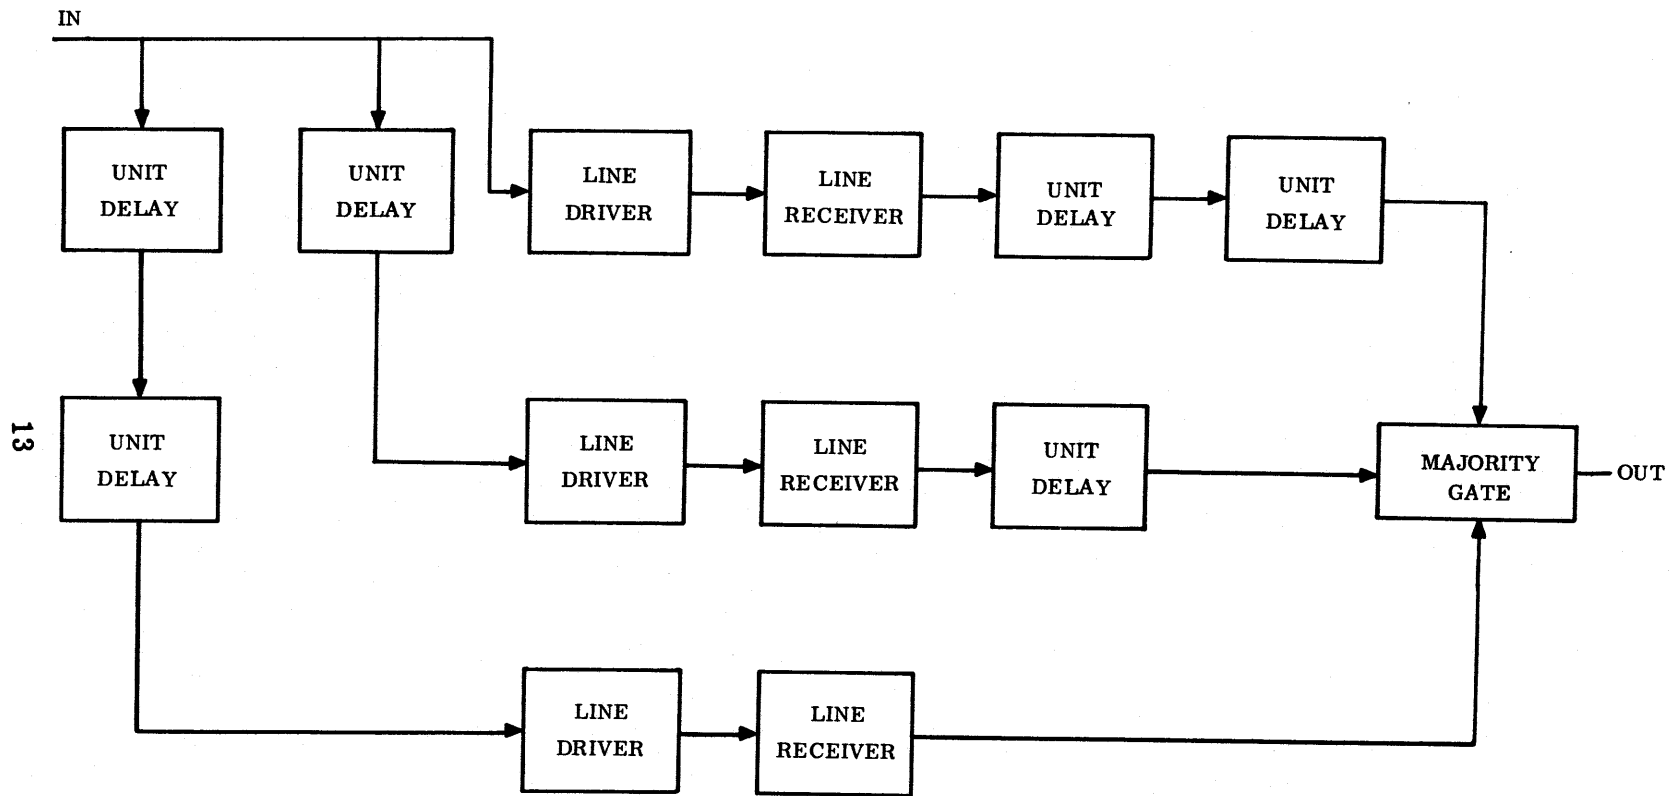 IN
UNIT
DELAY
UNIT
DELAY
LINE
DRIVER
LINE
RECEIVER
UNIT
DELAY
UNIT
DELAY
UNIT
DELAY
LINE
DRIVER
LINE
RECEIVER
UNIT
DELAY
MAJORITY
GATE
OUT
LINE
DRIVER
LINE
RECEIVER
13